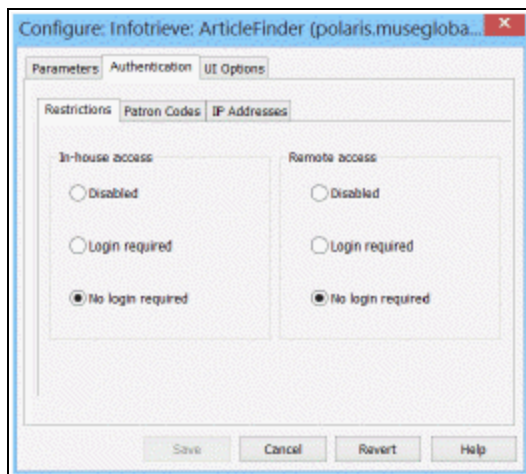 Configure: Infotrieve: ArticleFinder (polaris.musegloba...
Parameters Authentication UI Options
Restrictions Patron Codes IP Addresses
In-house access Remote access
Disabled Disabled
Login required Login required
No login required No login required
Save Cancel Revert Help